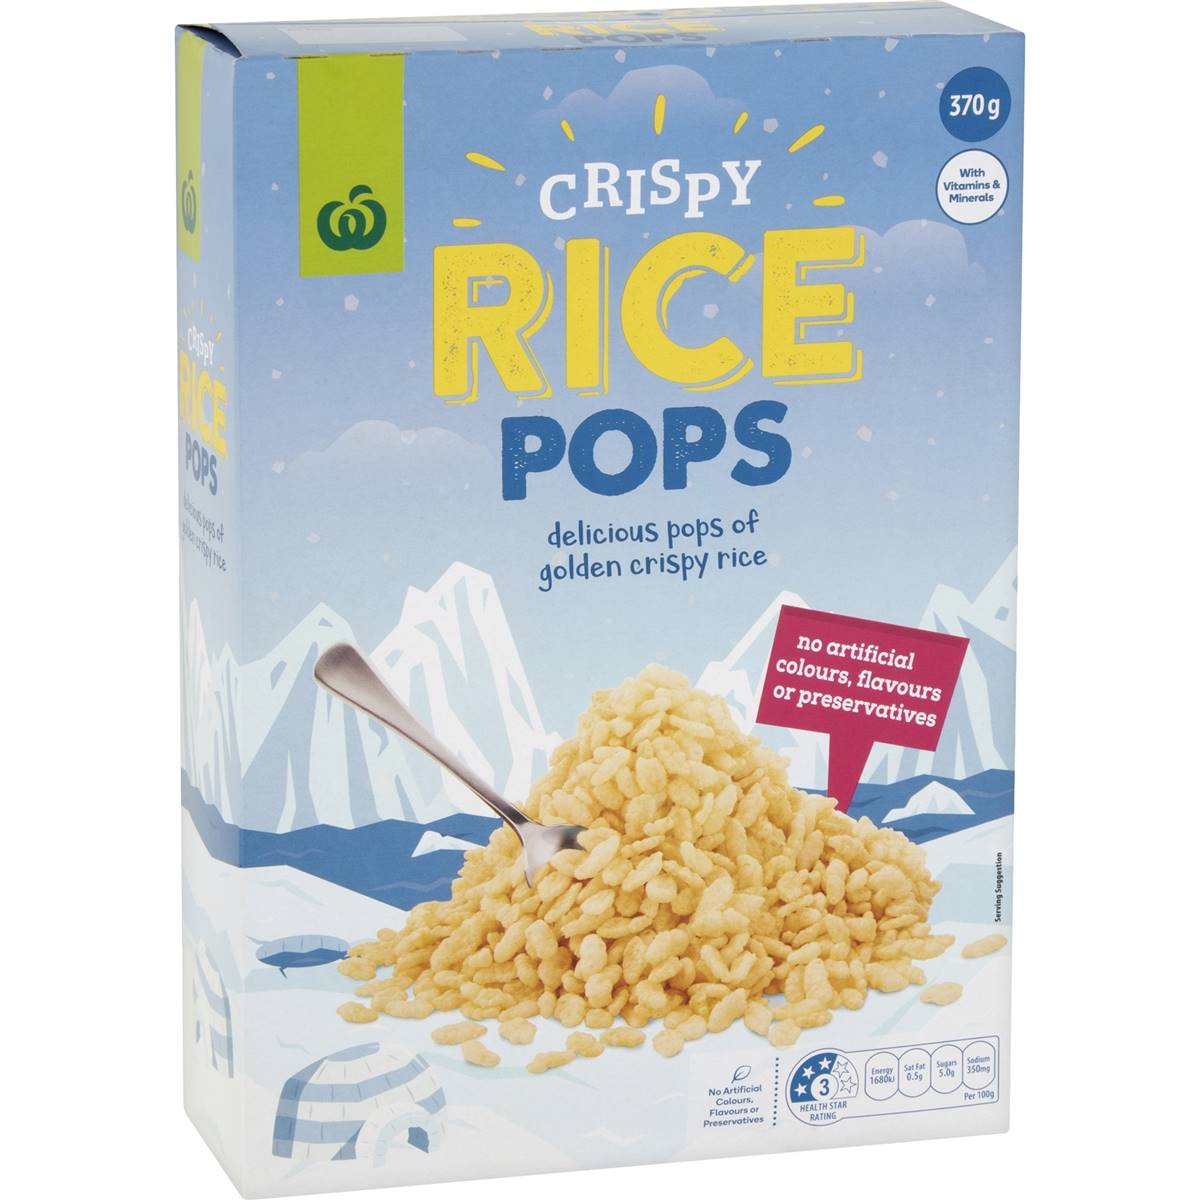 RICE
POPS
370g
With
Vitamins &
Minerals
CRISPY
RICE
POPS
delicious pops of
golden crispy rice
CRISPY
RICE
POPS
delicious pops of
golden crispy rice
no artificial
colours, flavours
or preservatives
Serving Suggestion
No Artificial
Colours,
Flavours or
Preservatives
3
HEALTH STAR
RATING
Energy
1680kJ
Sat Fat
0.5g
Sugars
5.0g
Sodium
350mg
Per 100g